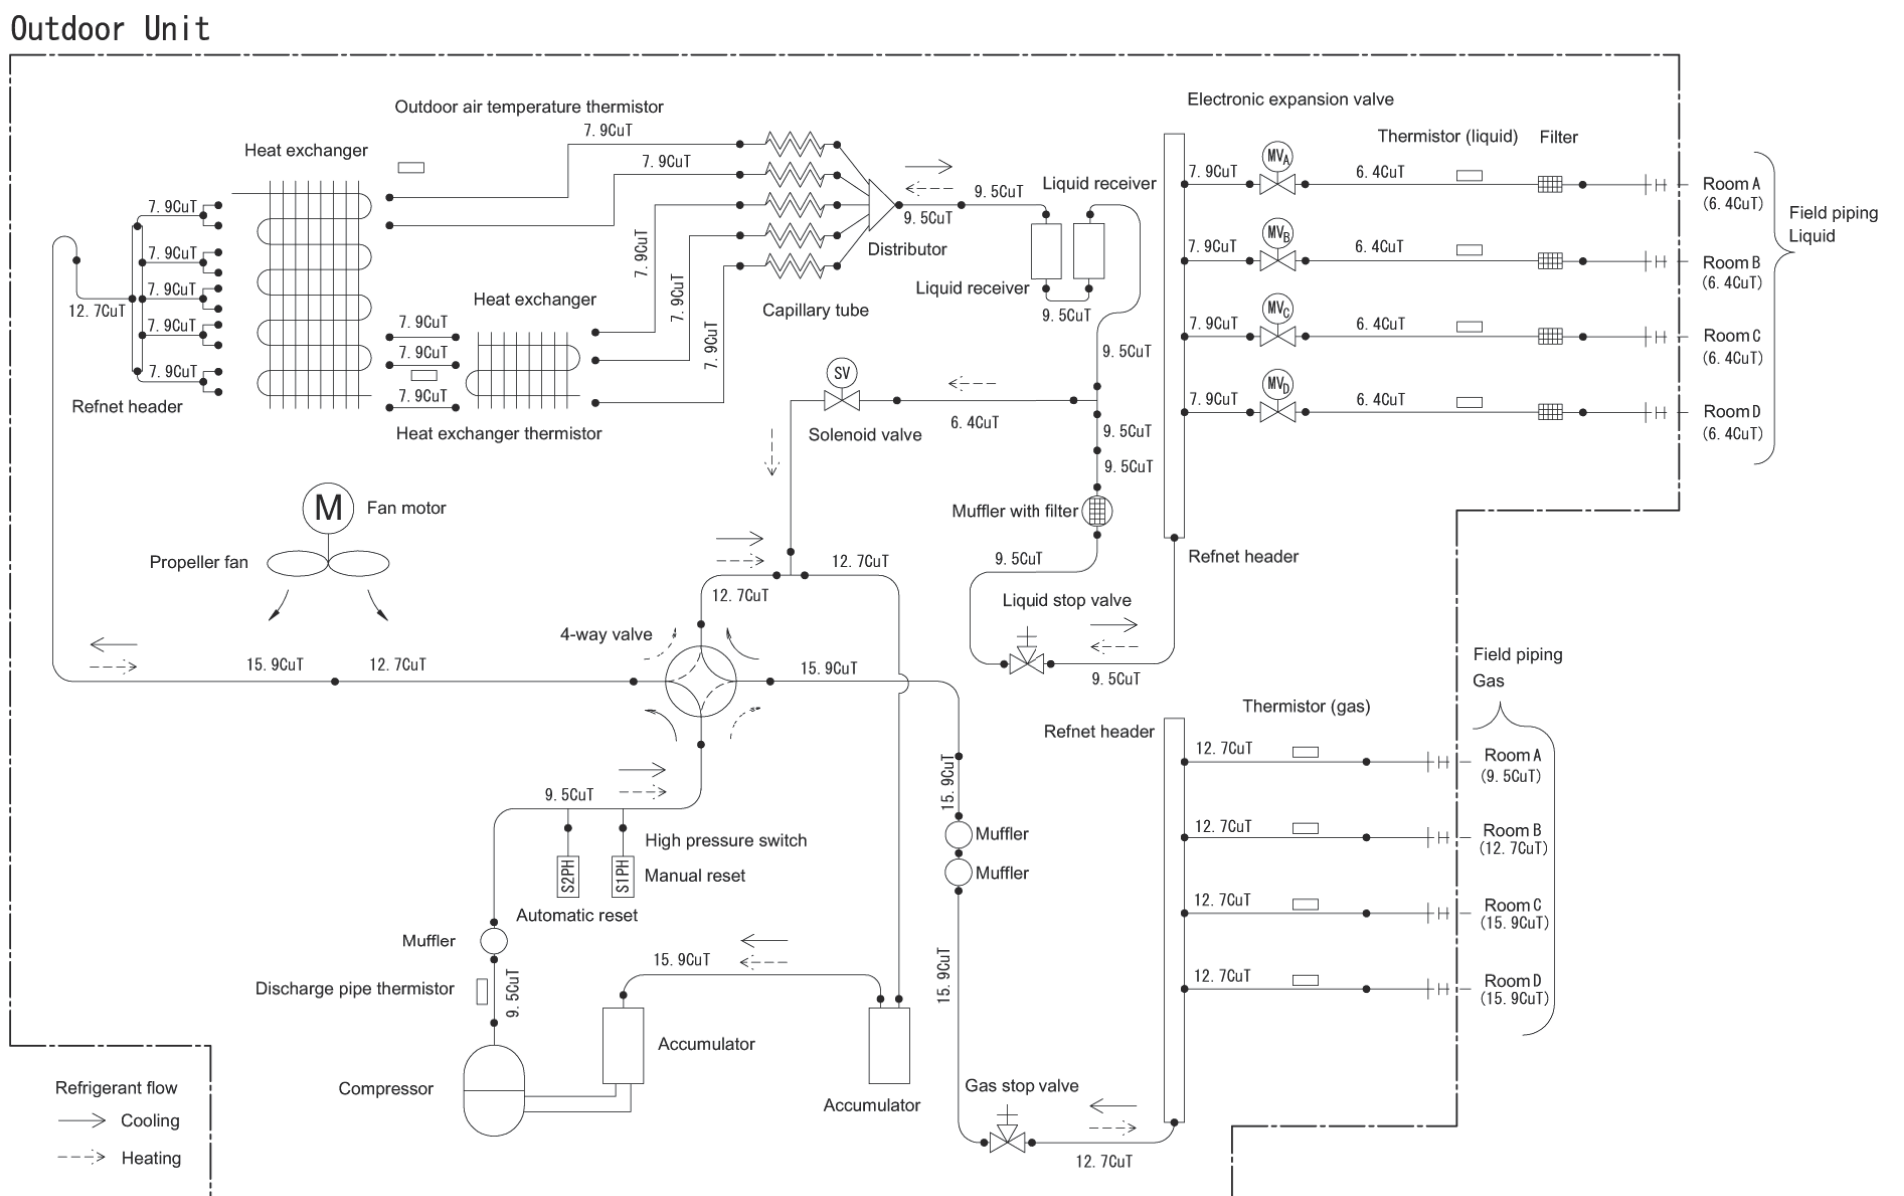 Outdoor Unit
Outdoor air temperature thermistor
Electronic expansion valve
7.9CuT
Heat exchanger
Thermistor (liquid)
Filter
7.9CuT
7.9CuT
MVA
6.4CuT
Room A
(6.4CuT)
9.5CuT
Liquid receiver
7.9CuT
9.5CuT
Distributor
Field piping
Liquid
7.9CuT
7.9CuT
MVB
6.4CuT
Room B
(6.4CuT)
7.9CuT
7.9CuT
Liquid receiver
7.9CuT
12.7CuT
Heat exchanger
Capillary tube
9.5CuT
7.9CuT
7.9CuT
7.9CuT
7.9CuT
MVC
6.4CuT
Room C
(6.4CuT)
7.9CuT
7.9CuT
9.5CuT
7.9CuT
7.9CuT
SV
MVD
Refnet header
7.9CuT
6.4CuT
Room D
(6.4CuT)
Heat exchanger thermistor
Solenoid valve
6.4CuT
9.5CuT
9.5CuT
M
Fan motor
Muffler with filter
Propeller fan
12.7CuT
9.5CuT
Refnet header
12.7CuT
Liquid stop valve
4-way valve
15.9CuT
12.7CuT
15.9CuT
9.5CuT
Field piping
Gas
Thermistor (gas)
Refnet header
12.7CuT
Room A
(9.5CuT)
15.9CuT
9.5CuT
High pressure switch
Muffler
12.7CuT
Room B
(12.7CuT)
S2PH
S1PH
Manual reset
Muffler
Automatic reset
12.7CuT
Room C
(15.9CuT)
Muffler
15.9CuT
15.9CuT
12.7CuT
Room D
(15.9CuT)
Discharge pipe thermistor
9.5CuT
Accumulator
Compressor
Accumulator
Gas stop valve
12.7CuT
Refrigerant flow
Cooling
Heating